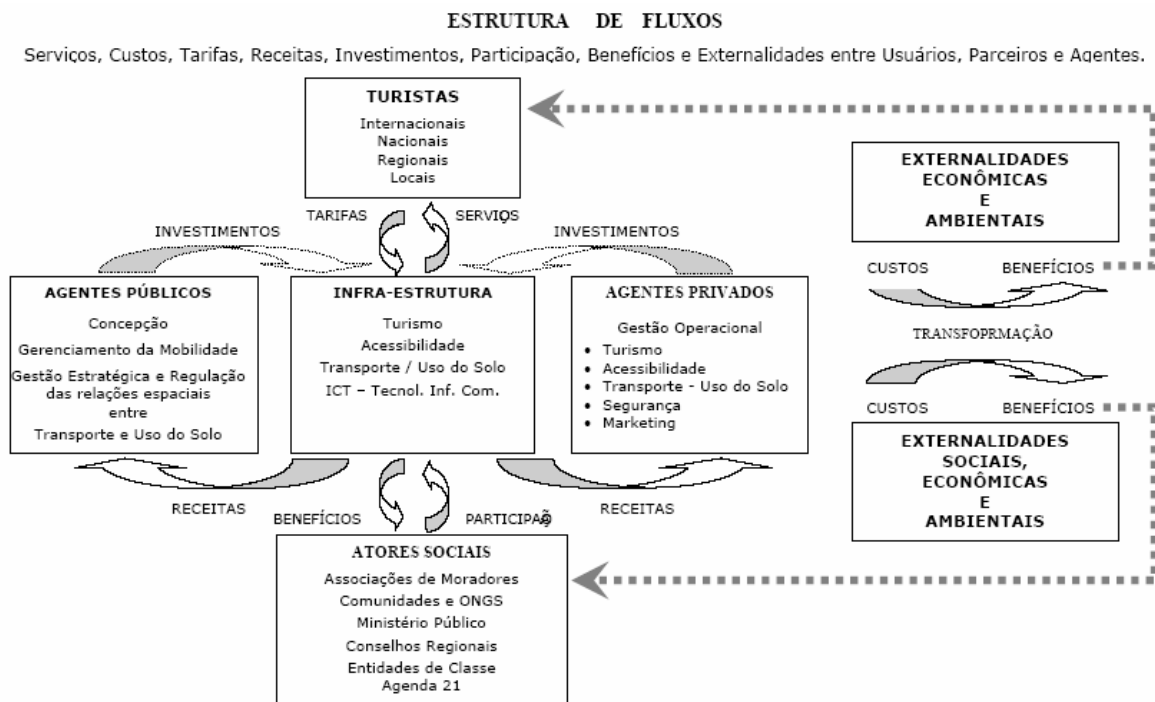 ESTRUTURA DE FLUXOS
Serviços, Custos, Tarifas, Receitas, Investimentos, Participação, Benefícios e Externalidades entre Usuários, Parceiros e Agentes.
TURISTAS
Internacionais
Nacionais
Regionais
Locais
EXTERNALIDADES
ECONÔMICAS
E
AMBIENTAIS
TARIFAS
SERVIÇOS
INVESTIMENTOS
INVESTIMENTOS
CUSTOS
BENEFÍCIOS
AGENTES PÚBLICOS
Concepção
Gerenciamento da Mobilidade
Gestão Estratégica e Regulação
das relações espaciais
entre
Transporte e Uso do Solo
INFRA-ESTRUTURA
Turismo
Acessibilidade
Transporte / Uso do Solo
ICT – Tecnol. Inf. Com.
AGENTES PRIVADOS
Gestão Operacional
• Turismo
• Acessibilidade
• Transporte - Uso do Solo
• Segurança
• Marketing
TRANSFOPRMAÇÃO
CUSTOS
BENEFÍCIOS
EXTERNALIDADES
SOCIAIS,
ECONÔMICAS
E
AMBIENTAIS
RECEITAS
BENEFÍCIOS
PARTICIPAÇÃ
RECEITAS
ATORES SOCIAIS
Associações de Moradores
Comunidades e ONGS
Ministério Público
Conselhos Regionais
Entidades de Classe
Agenda 21